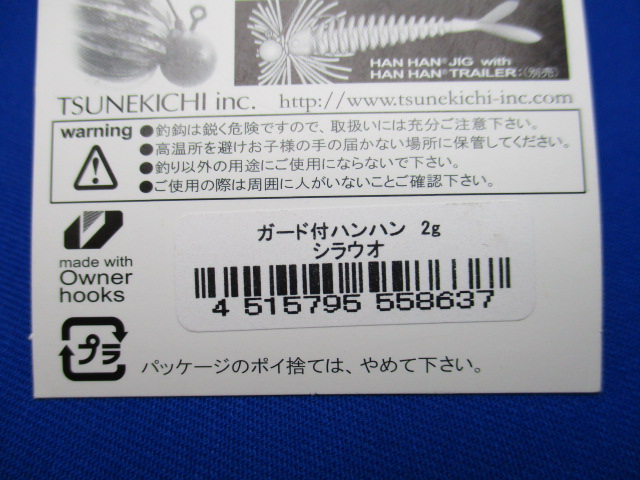 HAN HAN® JIG with
HAN HAN® TRAILER:(別売)
TSUNEKICHI inc. http://www.tsunekichi-inc.com
warning
●釣鈎は鋭く危険ですので、取扱いには充分ご注意下さい。
●高温所を避けお子様の手の届かない場所に保管してください。
●釣り以外の用途にご使用にならないで下さい。
●ご使用の際は周囲に人がいないことご確認下さい。
made with
Owner
hooks
ガード付ハンハン 2g
シラウオ
4 515795 558637
プラ
パッケージのポイ捨ては、やめて下さい。